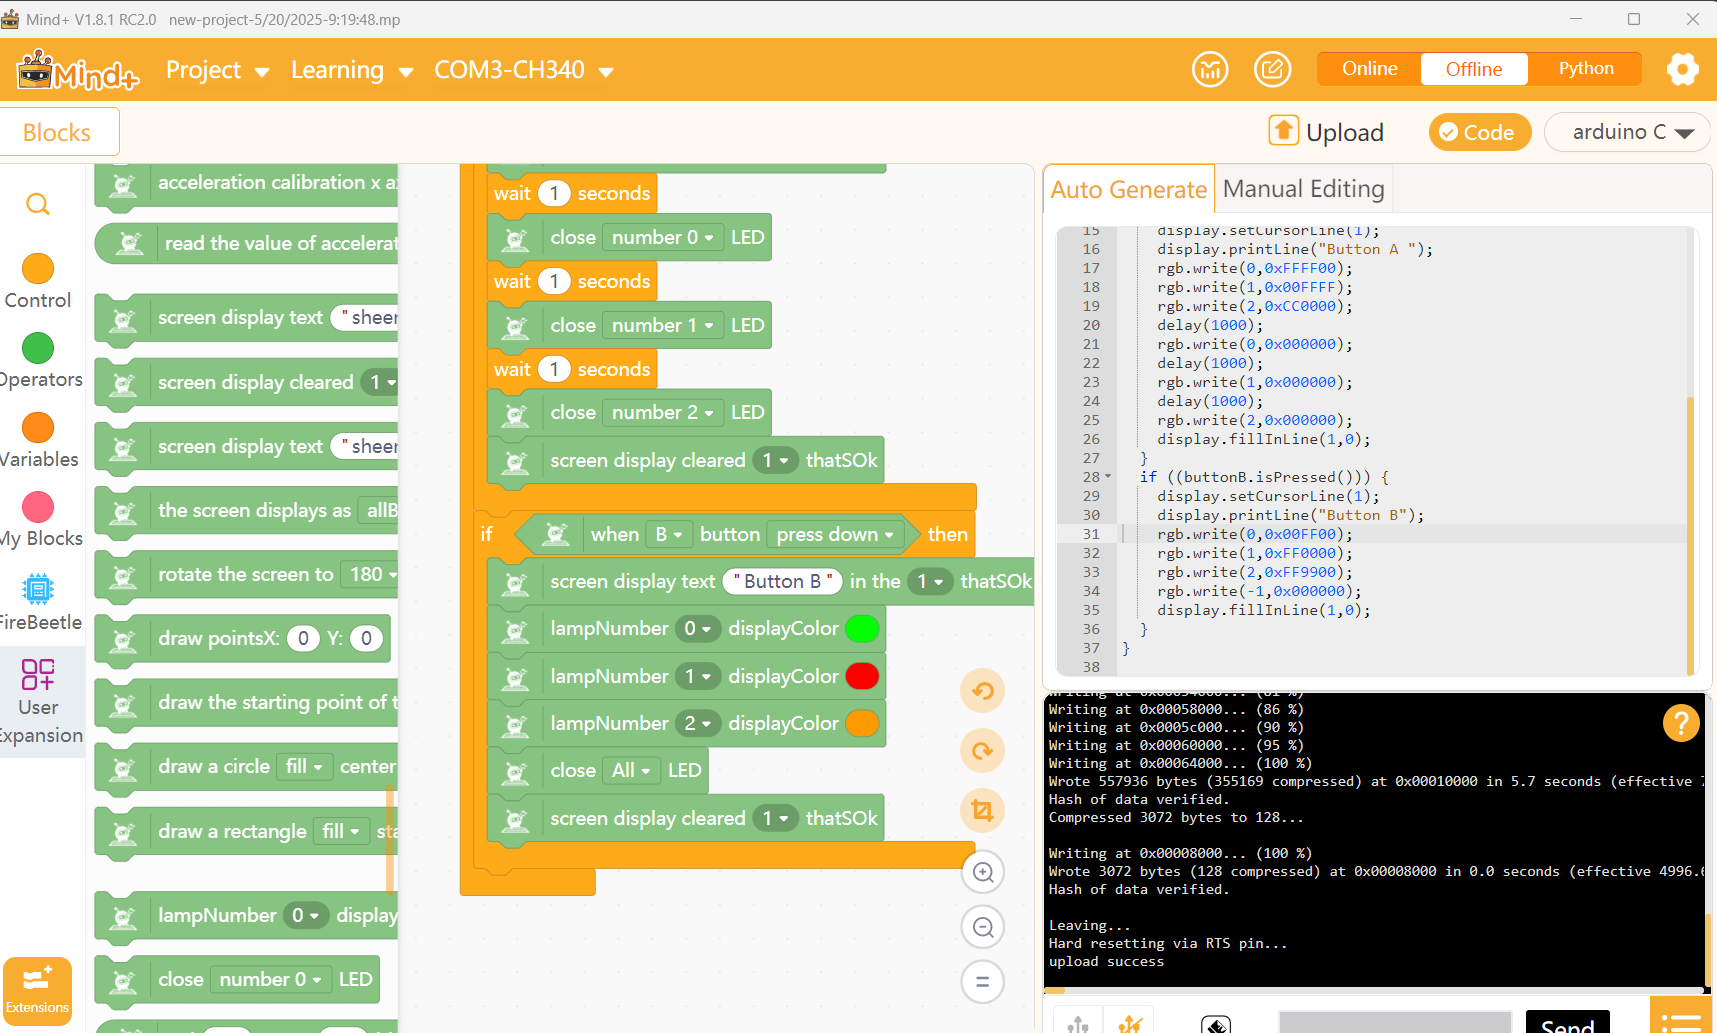 Mind+ V1.8.1 RC2.0 new-project-5/20/2025-9:19:48.mp
Mind+ Project Learning COM3-CH340 Online Offline Python
Blocks Upload Code arduino C
Control
Operators
Variables
My Blocks
FireBeetle
User
Expansion
Extensions
acceleration calibration x a
read the value of accelerat
screen display text "sheer
screen display cleared 1
screen display text "sheer
the screen displays as allB
rotate the screen to 180
draw pointsX: 0 Y: 0
draw the starting point of t
draw a circle fill center
draw a rectangle fill sta
lampNumber 0 display
close number 0 LED
wait 1 seconds
close number 0 LED
wait 1 seconds
close number 1 LED
wait 1 seconds
close number 2 LED
screen display cleared 1 thatSOk
if when B button press down then
screen display text "Button B" in the 1 thatSOk
lampNumber 0 displayColor
lampNumber 1 displayColor
lampNumber 2 displayColor
close All LED
screen display cleared 1 thatSOk
Auto Generate Manual Editing
15 display.setCursorLine(1);
16 display.printLine("Button A ");
17 rgb.write(0,0xFFFF00);
18 rgb.write(1,0x00FFFF);
19 rgb.write(2,0xCC0000);
20 delay(1000);
21 rgb.write(0,0x000000);
22 delay(1000);
23 rgb.write(1,0x000000);
24 delay(1000);
25 rgb.write(2,0x000000);
26 display.fillInLine(1,0);
27 }
28 if ((buttonB.isPressed())) {
29 display.setCursorLine(1);
30 display.printLine("Button B");
31 rgb.write(0,0x00FF00);
32 rgb.write(1,0xFF0000);
33 rgb.write(2,0xFF9900);
34 rgb.write(-1,0x000000);
35 display.fillInLine(1,0);
36 }
37 }
38
Writing at 0x00054000... (81 %)
Writing at 0x00058000... (86 %)
Writing at 0x0005c000... (90 %)
Writing at 0x00060000... (95 %)
Writing at 0x00064000... (100 %)
Wrote 557936 bytes (355169 compressed) at 0x00010000 in 5.7 seconds (effective 7
Hash of data verified.
Compressed 3072 bytes to 128...
Writing at 0x00008000... (100 %)
Wrote 3072 bytes (128 compressed) at 0x00008000 in 0.0 seconds (effective 4996.6
Hash of data verified.
Leaving...
Hard resetting via RTS pin...
upload success
?
Send